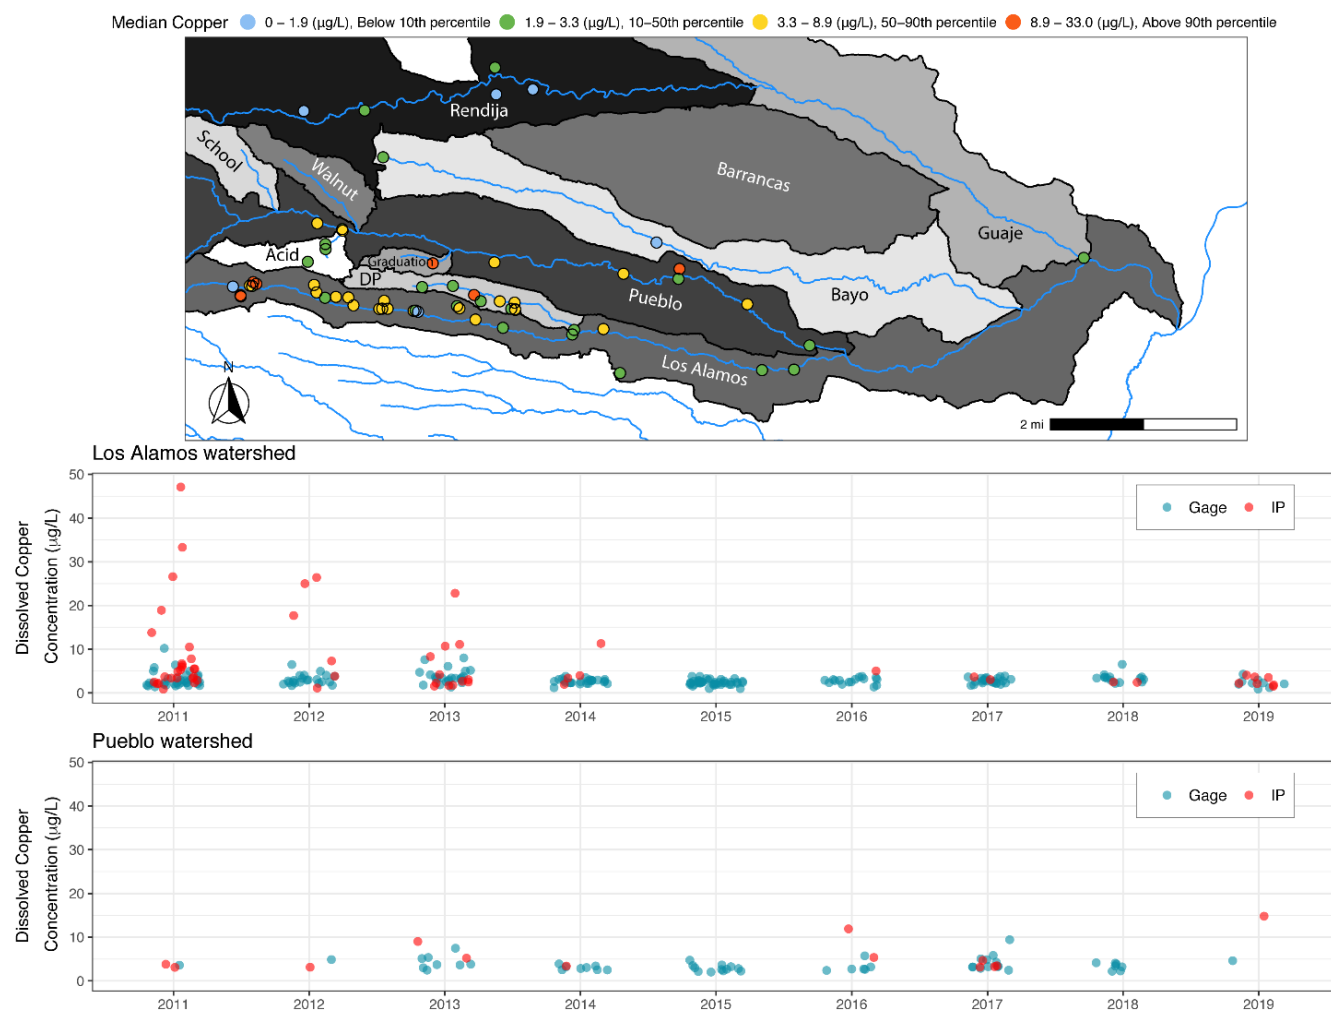 Median Copper 0 – 1.9 (µg/L), Below 10th percentile 1.9 – 3.3 (µg/L), 10–50th percentile 3.3 – 8.9 (µg/L), 50–90th percentile 8.9 – 33.0 (µg/L), Above 90th percentile
Rendija
School
Walnut
Barrancas
Guaje
Acid
Graduation
DP
Pueblo
Bayo
Los Alamos
N
2 mi
Los Alamos watershed
Dissolved Copper
Concentration (µg/L)
50
40
30
20
10
0
Gage IP
2011 2012 2013 2014 2015 2016 2017 2018 2019
Pueblo watershed
Dissolved Copper
Concentration (µg/L)
50
40
30
20
10
0
Gage IP
2011 2012 2013 2014 2015 2016 2017 2018 2019